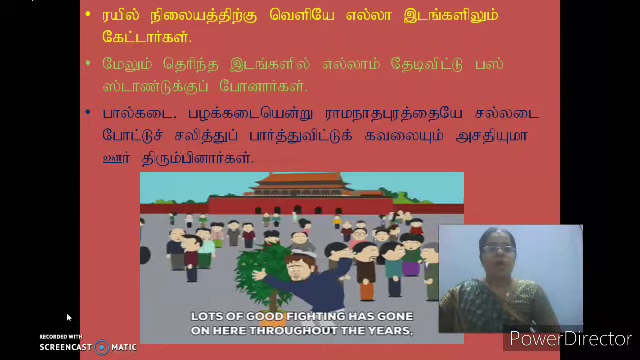 ரயில் நிலையத்திற்கு வெளியே எல்லா இடங்களிலும்
கேட்டார்கள்.
மேலும் தெரிந்த இடங்களில் எல்லாம் தேடிவிட்டு பஸ்
ஸ்டாண்டுக்குப் போனார்கள்.
பால்கடை, பழக்கடையென்று ராமநாதபுரத்தையே சல்லடை
போட்டுச் சலித்துப் பார்த்துவிட்டுக் கவலையும் அசதியுமா
ஊர் திரும்பினார்கள்.
LOTS OF GOOD FIGHTING HAS GONE
ON HERE THROUGHOUT THE YEARS,
RECORDED WITH
SCREENCAST MATIC
PowerDirector